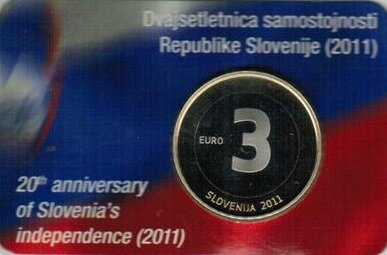 Dvajsetletnica samostojnosti
Republike Slovenije (2011)
EURO 3
SLOVENIJA 2011
20th anniversary
of Slovenia's
independence (2011)